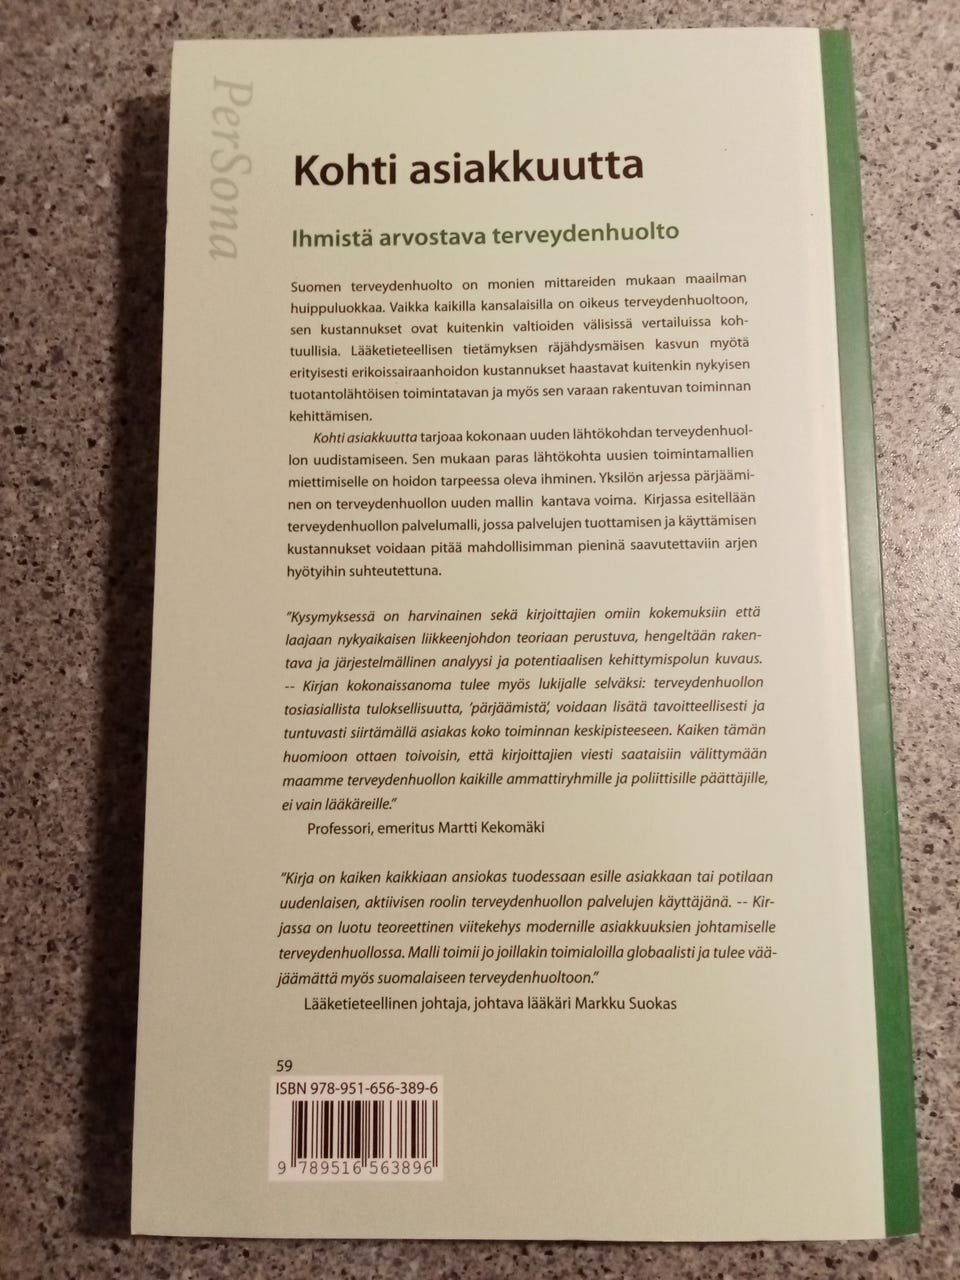 PerSona
Kohti asiakkuutta
Ihmistä arvostava terveydenhuolto
Suomen terveydenhuolto on monien mittareiden mukaan maailman
huippuluokkaa. Vaikka kaikilla kansalaisilla on oikeus terveydenhuoltoon,
sen kustannukset ovat kuitenkin valtioiden välisissä vertailuissa koh-
tuullisia. Lääketieteellisen tietämyksen räjähdysmäisen kasvun myötä
erityisesti erikoissairaanhoidon kustannukset haastavat kuitenkin nykyisen
tuotantolähtöisen toimintatavan ja myös sen varaan rakentuvan toiminnan
kehittämisen.
Kohti asiakkuutta tarjoaa kokonaan uuden lähtökohdan terveydenhuol-
lon uudistamiseen. Sen mukaan paras lähtökohta uusien toimintamallien
miettimiselle on hoidon tarpeessa oleva ihminen. Yksilön arjessa pärjäämi-
nen on terveydenhuollon uuden mallin kantava voima. Kirjassa esitellään
terveydenhuollon palvelumalli, jossa palvelujen tuottamisen ja käyttämisen
kustannukset voidaan pitää mahdollisimman pieninä saavutettaviin arjen
hyötyihin suhteutettuna.
"Kysymyksessä on harvinainen sekä kirjoittajien omiin kokemuksiin että
laajaan nykyaikaisen liikkeenjohdon teoriaan perustuva, hengeltään raken-
tava ja järjestelmällinen analyysi ja potentiaalisen kehittymispolun kuvaus.
-- Kirjan kokonaissanoma tulee myös lukijalle selväksi: terveydenhuollon
tosiasiallista tuloksellisuutta, 'pärjäämistä', voidaan lisätä tavoitteellisesti ja
tuntuvasti siirtämällä asiakas koko toiminnan keskipisteeseen. Kaiken tämän
huomioon ottaen toivoisin, että kirjoittajien viesti saataisiin välittymään
maamme terveydenhuollon kaikille ammattiryhmille ja poliittisille päättäjille,
ei vain lääkäreille."
Professori, emeritus Martti Kekomäki
"Kirja on kaiken kaikkiaan ansiokas tuodessaan esille asiakkaan tai potilaan
uudenlaisen, aktiivisen roolin terveydenhuollon palvelujen käyttäjänä. -- Kir-
jassa on luotu teoreettinen viitekehys modernille asiakkuuksien johtamiselle
terveydenhuollossa. Malli toimii jo joillakin toimialoilla globaalisti ja tulee vää-
jäämättä myös suomalaiseen terveydenhuoltoon."
Lääketieteellinen johtaja, johtava lääkäri Markku Suokas
59
ISBN 978-951-656-389-6
9 789516 563896